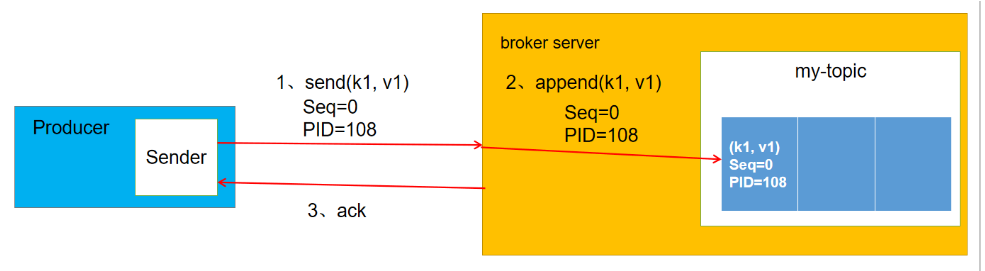 broker server
my-topic
1、send(k1, v1)
Seq=0
PID=108
2、append(k1, v1)
Seq=0
PID=108
Producer
Sender
(k1, v1)
Seq=0
PID=108
3、ack